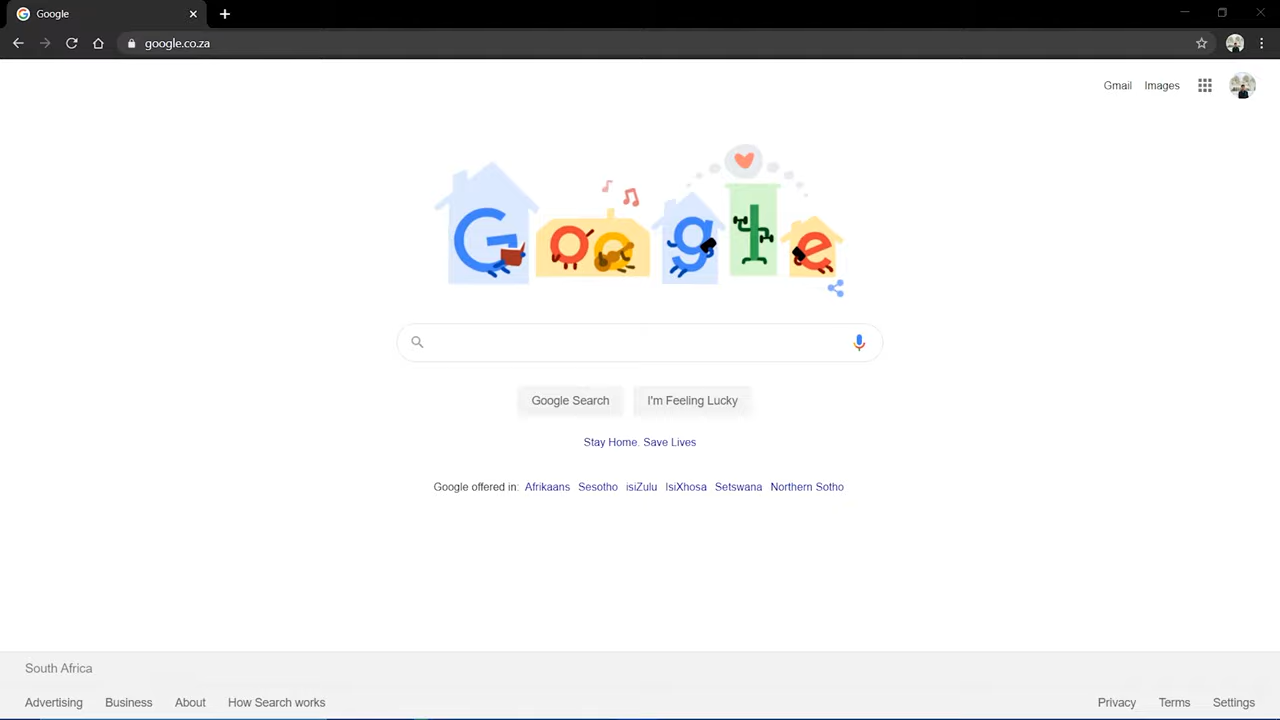 Google
google.co.za
Gmail Images
Google
Google Search I'm Feeling Lucky
Stay Home. Save Lives
Google offered in: Afrikaans Sesotho isiZulu IsiXhosa Setswana Northern Sotho
South Africa
Advertising Business About How Search works Privacy Terms Settings